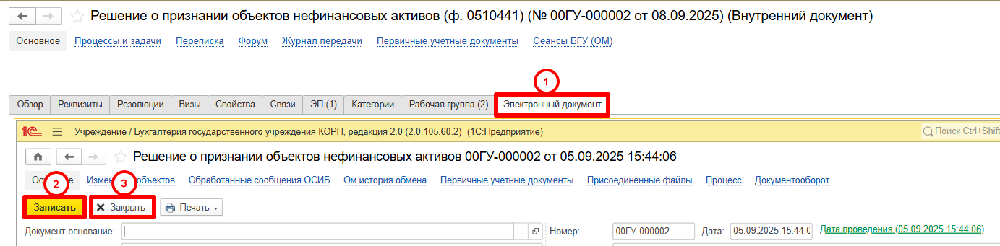 Решение о признании объектов нефинансовых активов (ф. 0510441) (№ 00ГУ-000002 от 08.09.2025) (Внутренний документ)
Основное Процессы и задачи Переписка Форум Журнал передачи Первичные учетные документы Сеансы БГУ (ОМ)
1
Обзор Реквизиты Резолюции Визы Свойства Связи ЭП (1) Категории Рабочая группа (2) Электронный документ
1С Учреждение / Бухгалтерия государственного учреждения КОРП, редакция 2.0 (2.0.105.60.2) (1С:Предприятие) Поиск Ctrl+Shift
Решение о признании объектов нефинансовых активов 00ГУ-000002 от 05.09.2025 15:44:06
Обработанные сообщения ОСИБ Ом история обмена Первичные учетные документы Присоединенные файлы Процесс Документооборот
2 3
Записать Закрыть Печать
Документ-основание: Номер: 00ГУ-000002 Дата: 05.09.2025 15:44:0 Дата проведения (05.09.2025 15:44:06)